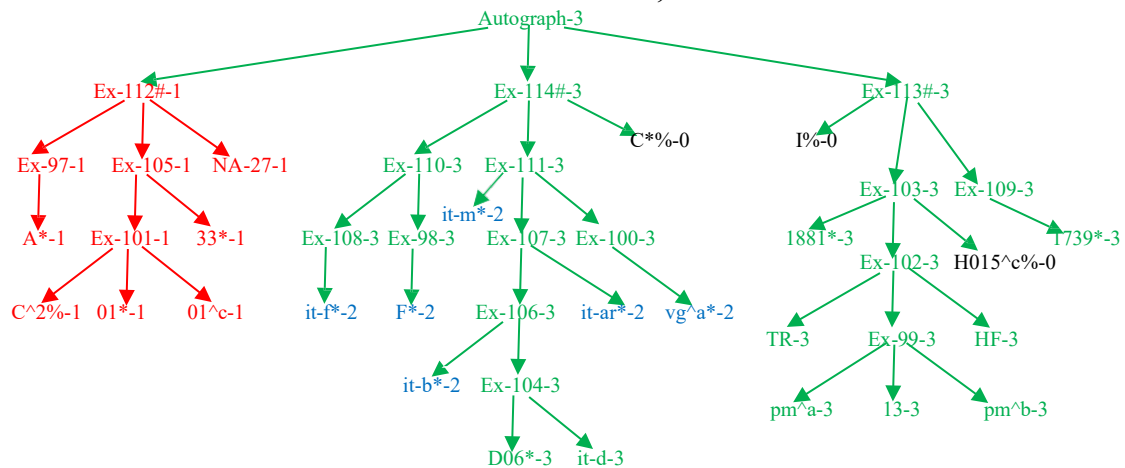 Autograph-3
Ex-112#-1 Ex-114#-3 Ex-113#-3
C*%-0 I%-0
Ex-97-1 Ex-105-1 NA-27-1 Ex-110-3 Ex-111-3
Ex-103-3 Ex-109-3
it-m*-2
A*-1 Ex-101-1 33*-1 Ex-108-3 Ex-98-3 Ex-107-3 Ex-100-3 1881*-3 1739*-3
Ex-102-3 H015^c%-0
C^2%-1 01*-1 01^c-1 it-f*-2 F*-2 Ex-106-3 it-ar*-2 vg^a*-2
TR-3 Ex-99-3 HF-3
it-b*-2 Ex-104-3
pm^a-3 13-3 pm^b-3
D06*-3 it-d-3